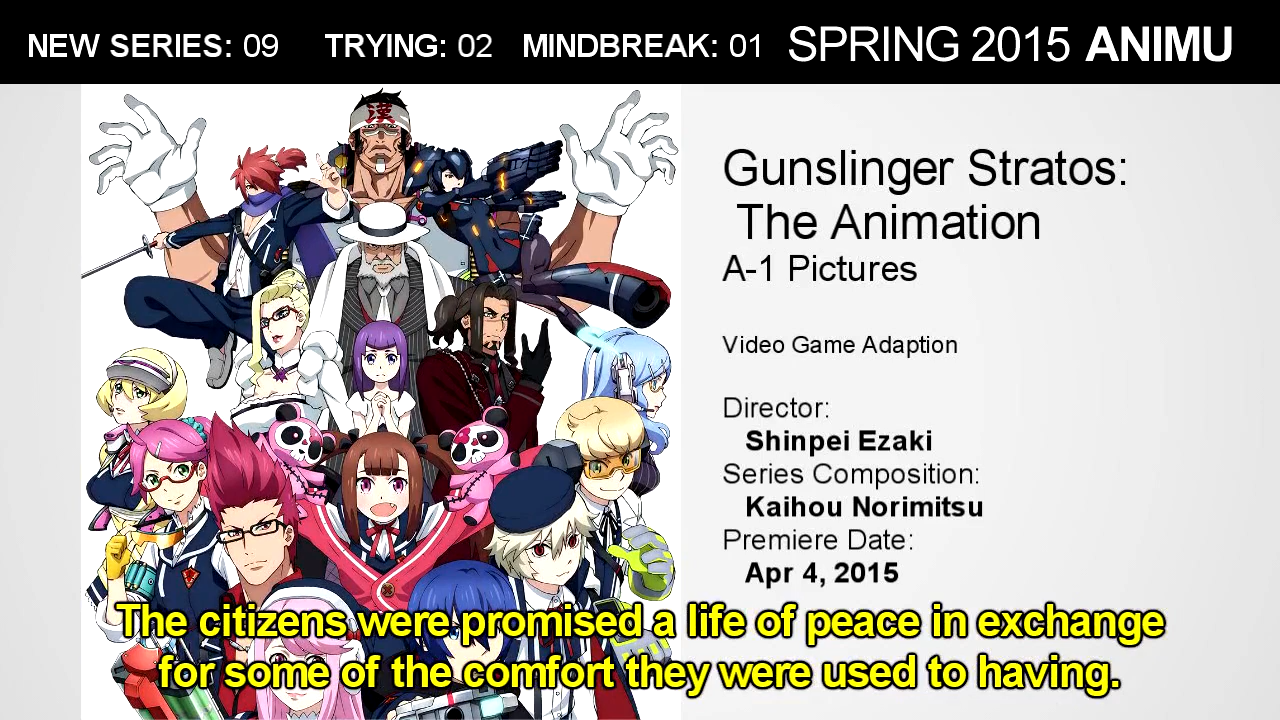 NEW SERIES: 09 TRYING: 02 MINDBREAK: 01 SPRING 2015 ANIMU
漢
Gunslinger Stratos:
The Animation
A-1 Pictures
Video Game Adaption
Director:
Shinpei Ezaki
Series Composition:
Kaihou Norimitsu
Premiere Date:
Apr 4, 2015
The citizens were promised a life of peace in exchange
for some of the comfort they were used to having.